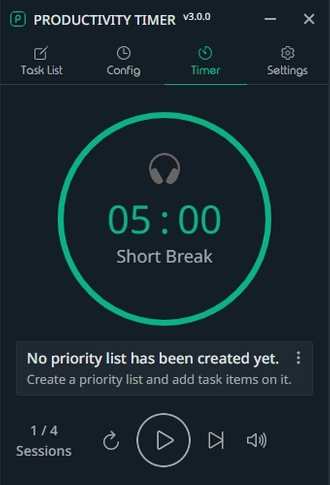 PRODUCTIVITY TIMER v3.0.0
Task List Config Timer Settings
05 : 00
Short Break
No priority list has been created yet.
Create a priority list and add task items on it.
1 / 4
Sessions